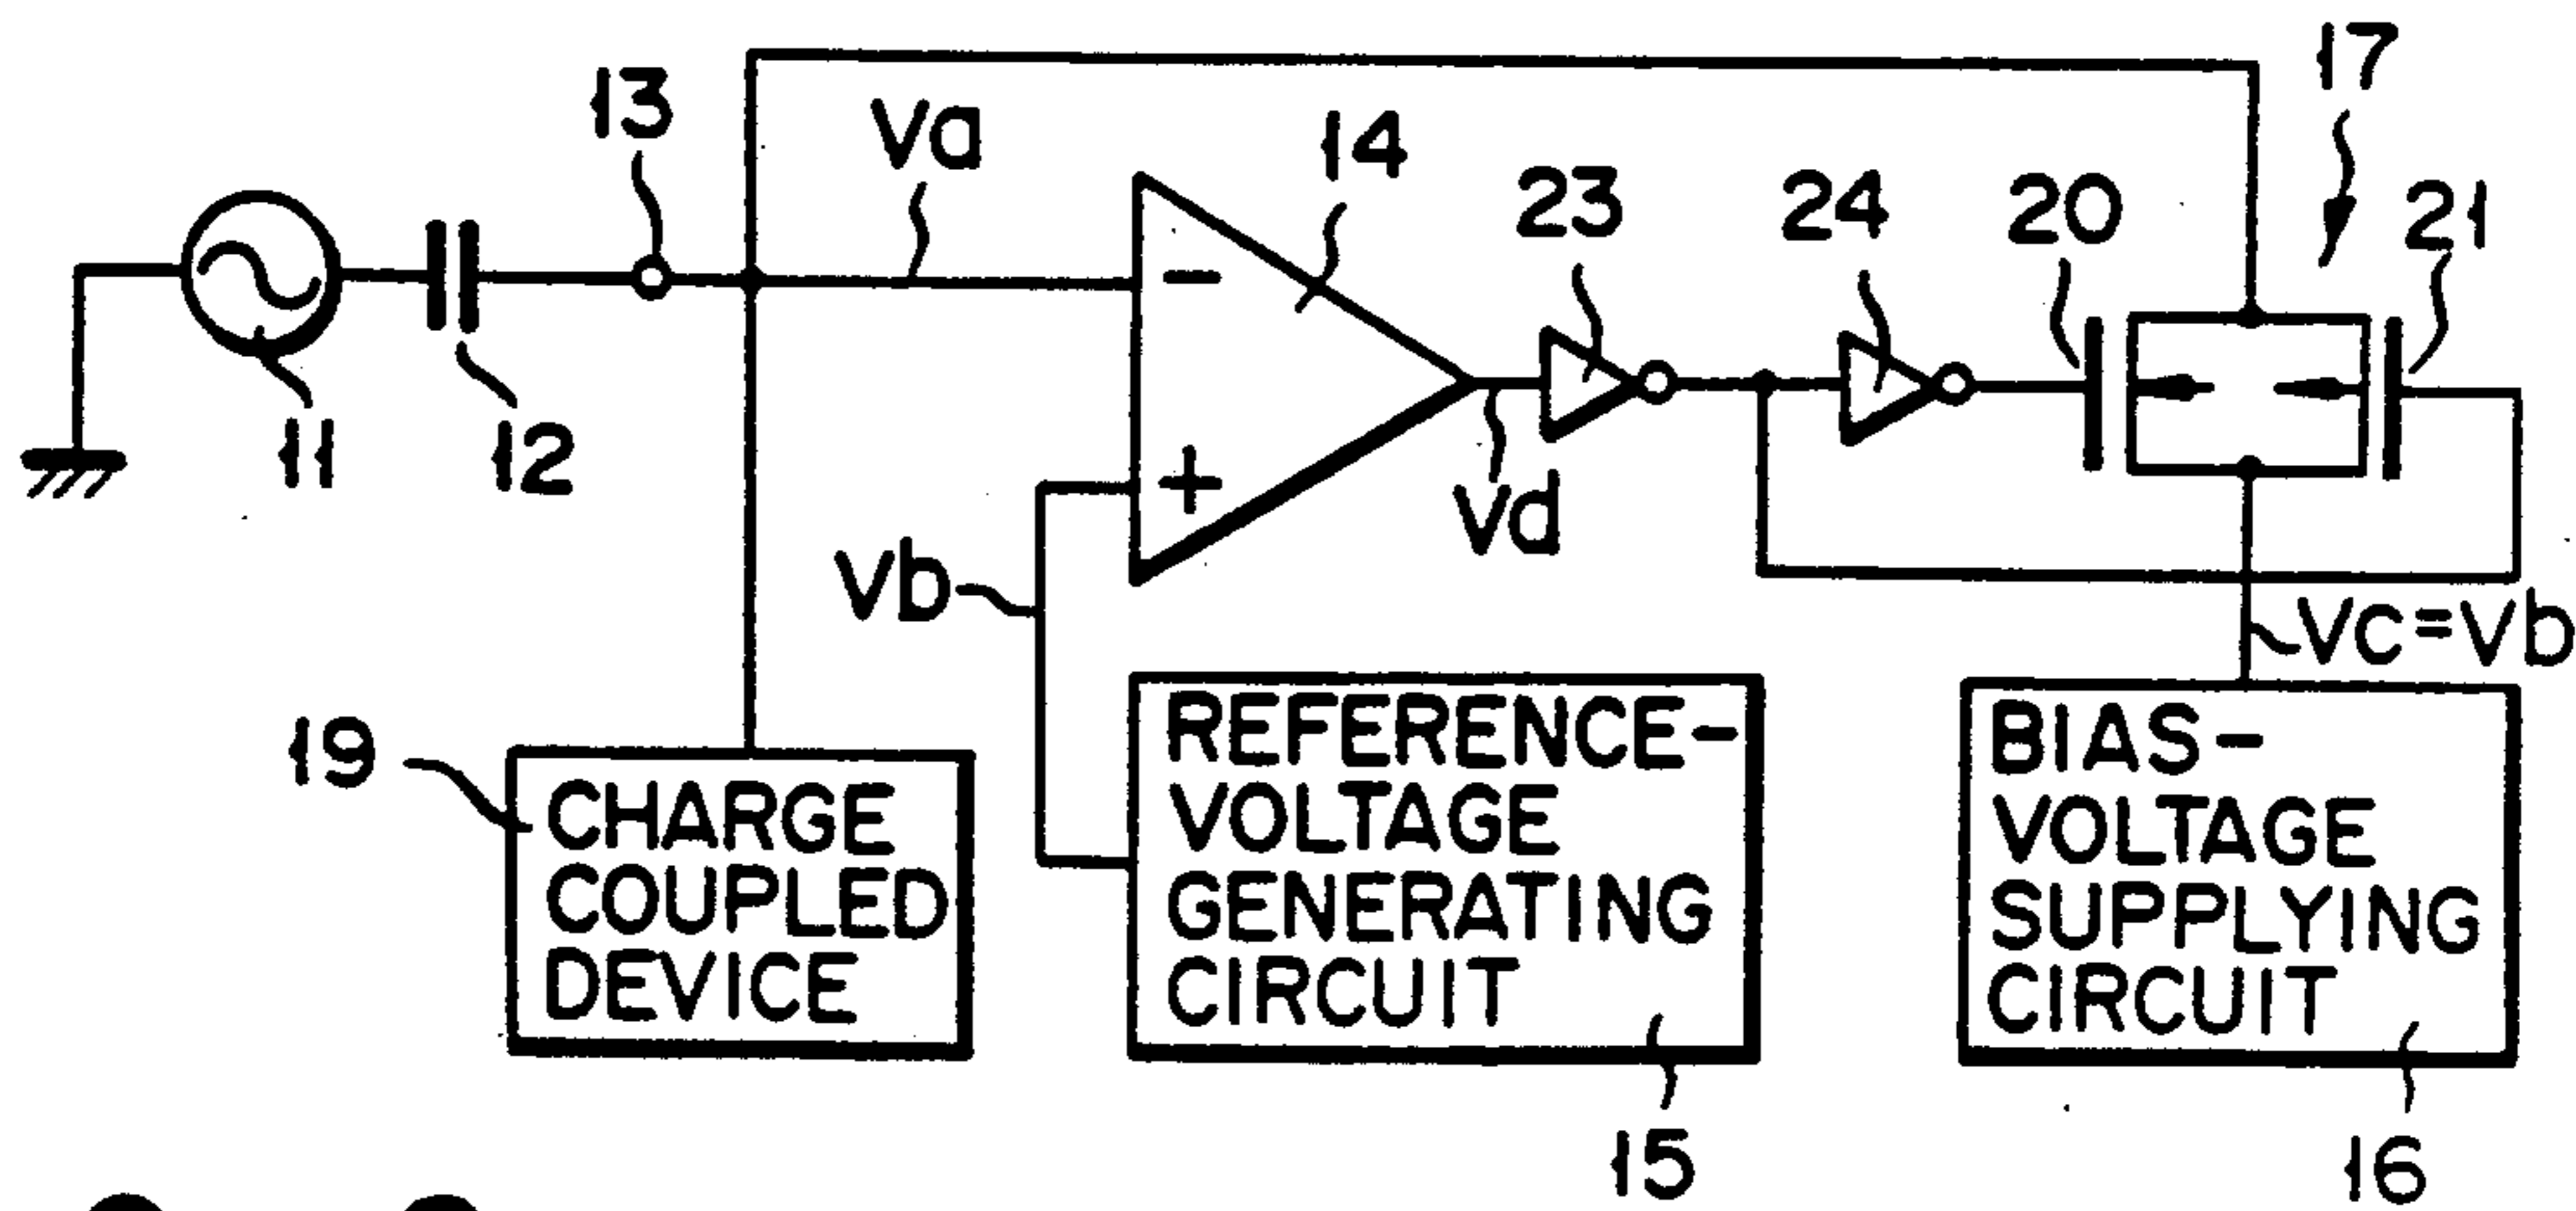 17
13
Va
14
23
24
20
21
-
11
12
+
Vd
Vb
Vc=Vb
19
CHARGE
COUPLED
DEVICE
REFERENCE-
VOLTAGE
GENERATING
CIRCUIT
BIAS-
VOLTAGE
SUPPLYING
CIRCUIT
15
16